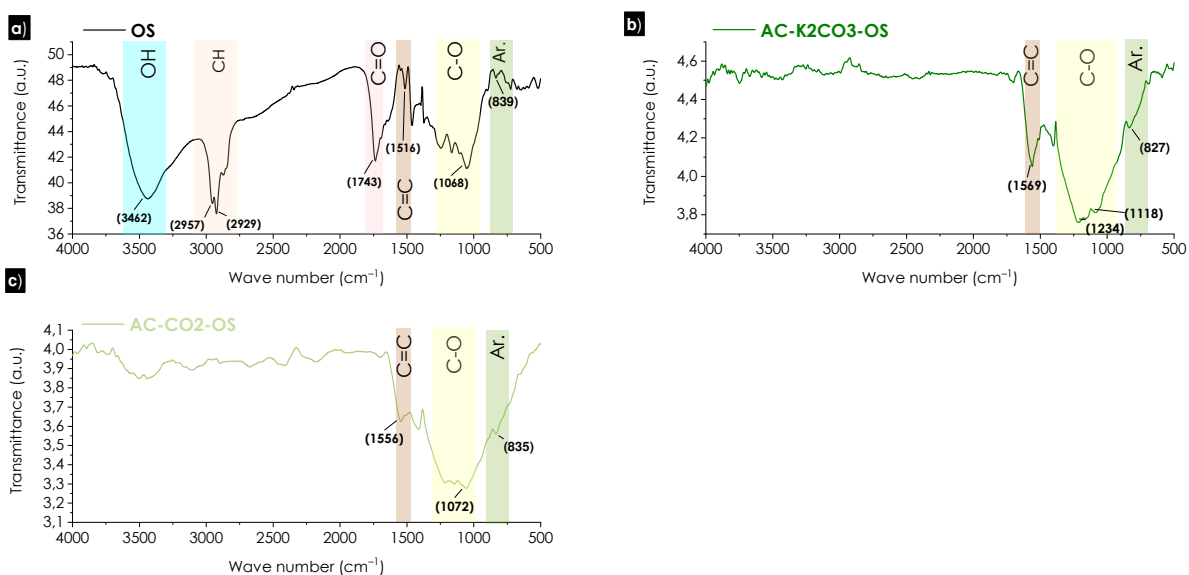 a)
OS
OH
CH
C=O
C=C
C-O
Ar.
(3462)
(2957)
(2929)
(1743)
(1516)
(1068)
(839)
50
48
46
44
42
40
38
36
4000
3500
3000
2500
2000
1500
1000
500
Transmittance (a.u.)
Wave number (cm⁻¹)
b)
AC-K2CO3-OS
C=C
C-O
Ar.
(1569)
(1118)
(1234)
(827)
4,6
4,4
4,2
4,0
3,8
4000
3500
3000
2500
2000
1500
1000
500
Transmittance (a.u.)
Wave number (cm⁻¹)
c)
AC-CO2-OS
C=C
C-O
Ar.
(1556)
(1072)
(835)
4,1
4,0
3,9
3,8
3,7
3,6
3,5
3,4
3,3
3,2
3,1
4000
3500
3000
2500
2000
1500
1000
500
Transmittance (a.u.)
Wave number (cm⁻¹)